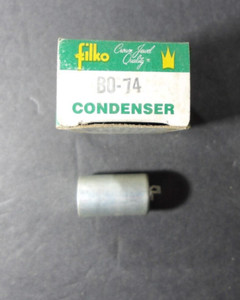 filko
Crown Jewel
Quality
BO-74
CONDENSER